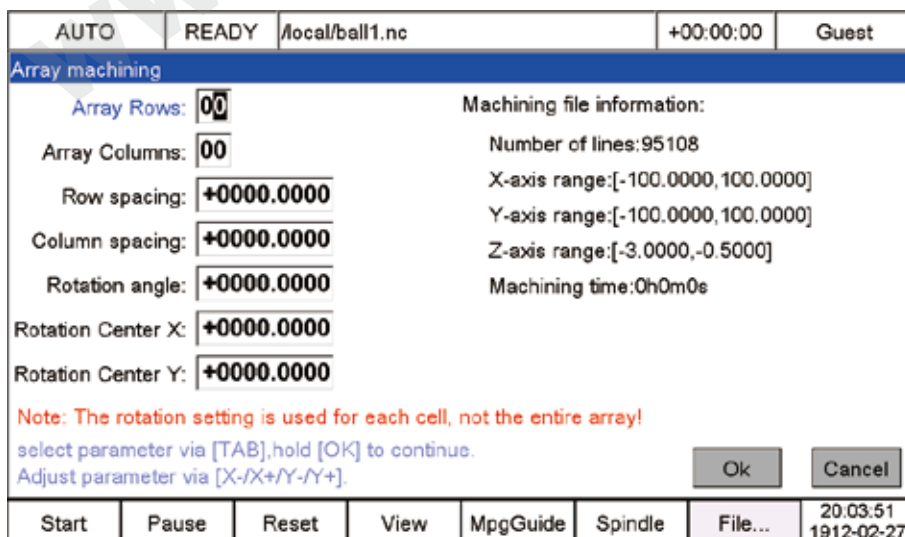 AUTO READY /local/ball1.nc +00:00:00 Guest
Array machining
Array Rows: 00
Array Columns: 00
Row spacing: +0000.0000
Column spacing: +0000.0000
Rotation angle: +0000.0000
Rotation Center X: +0000.0000
Rotation Center Y: +0000.0000
Machining file information:
Number of lines:95108
X-axis range:[-100.0000,100.0000]
Y-axis range:[-100.0000,100.0000]
Z-axis range:[-3.0000,-0.5000]
Machining time:0h0m0s
Note: The rotation setting is used for each cell, not the entire array!
select parameter via [TAB],hold [OK] to continue.
Adjust parameter via [X-/X+/Y-/Y+].
Ok Cancel
Start Pause Reset View MpgGuide Spindle File... 20:03:51
1912-02-27